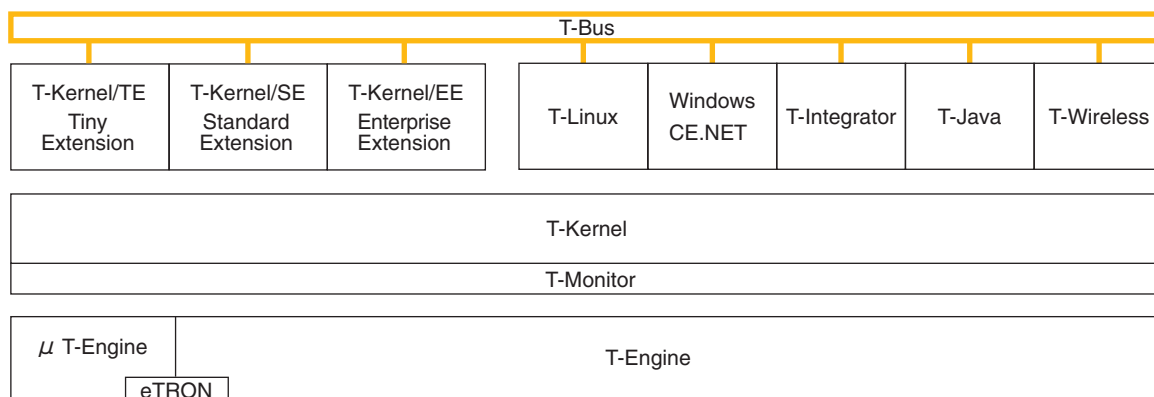 T-Bus
T-Kernel/TE
Tiny
Extension
T-Kernel/SE
Standard
Extension
T-Kernel/EE
Enterprise
Extension
T-Linux
Windows
CE.NET
T-Integrator
T-Java
T-Wireless
T-Kernel
T-Monitor
μ T-Engine
T-Engine
eTRON